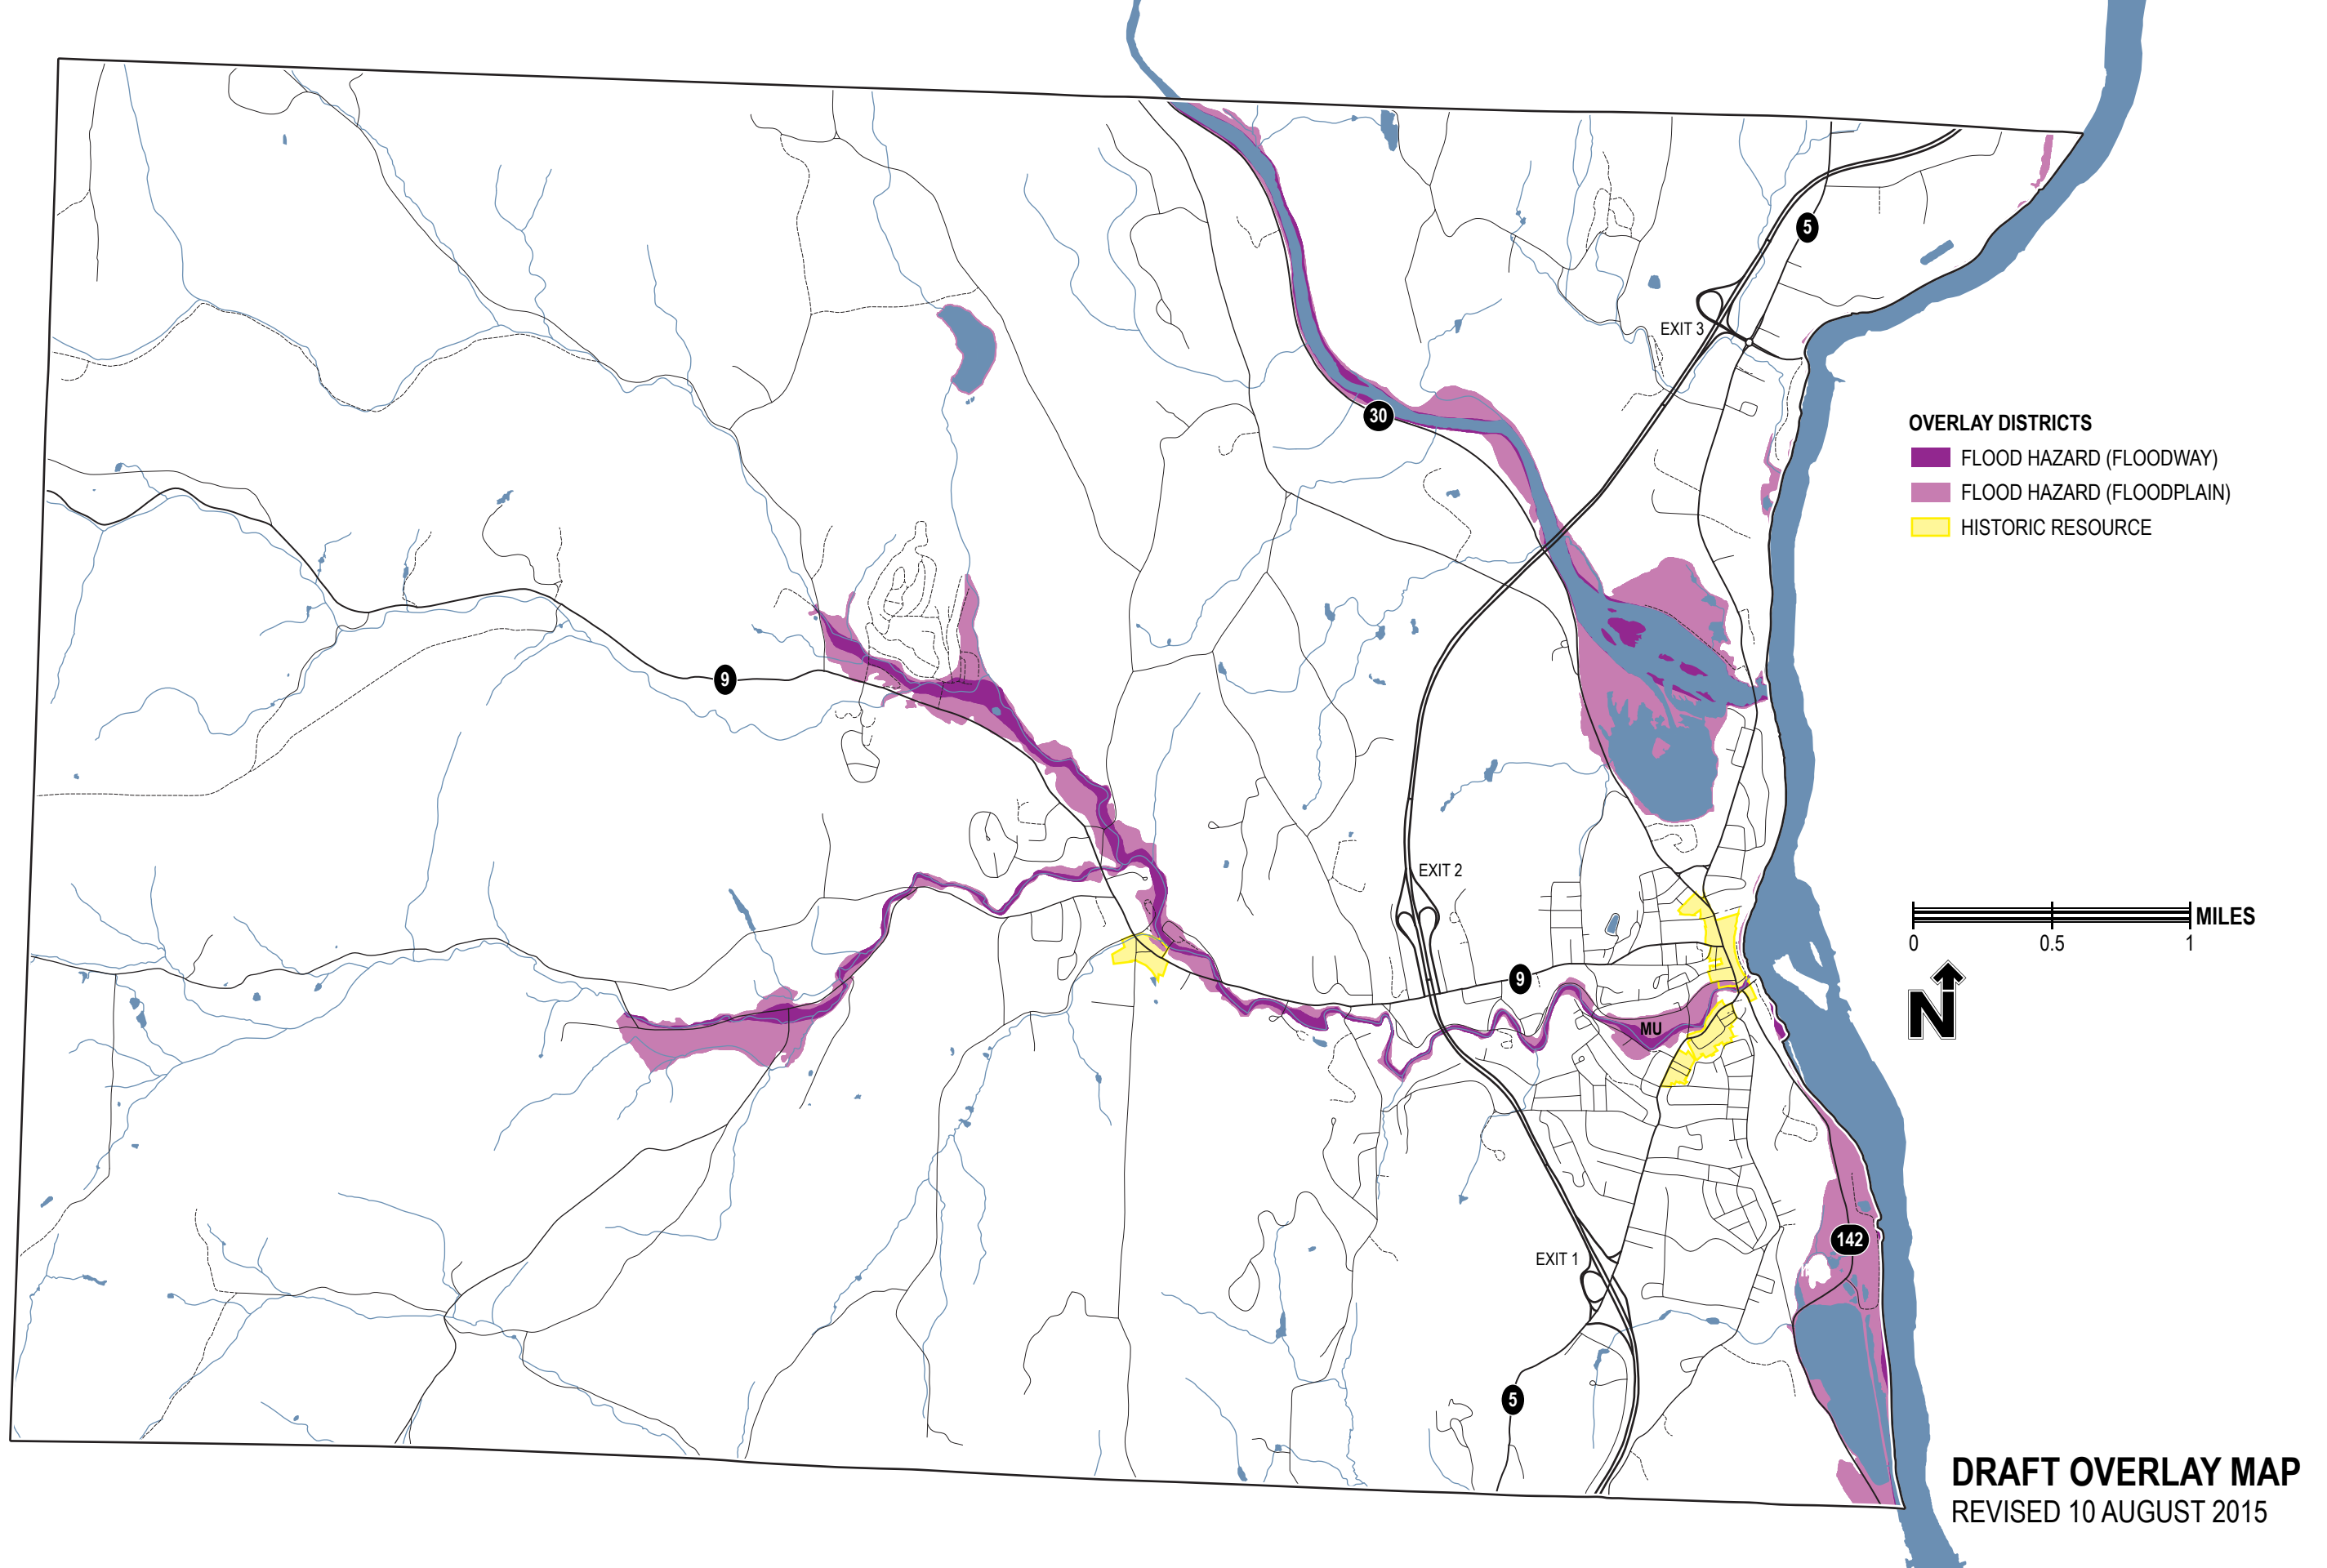 5
EXIT 3
30
OVERLAY DISTRICTS
FLOOD HAZARD (FLOODWAY)
FLOOD HAZARD (FLOODPLAIN)
HISTORIC RESOURCE
9
EXIT 2
MILES
0 0.5 1
9
N
MU
142
EXIT 1
5
DRAFT OVERLAY MAP
REVISED 10 AUGUST 2015